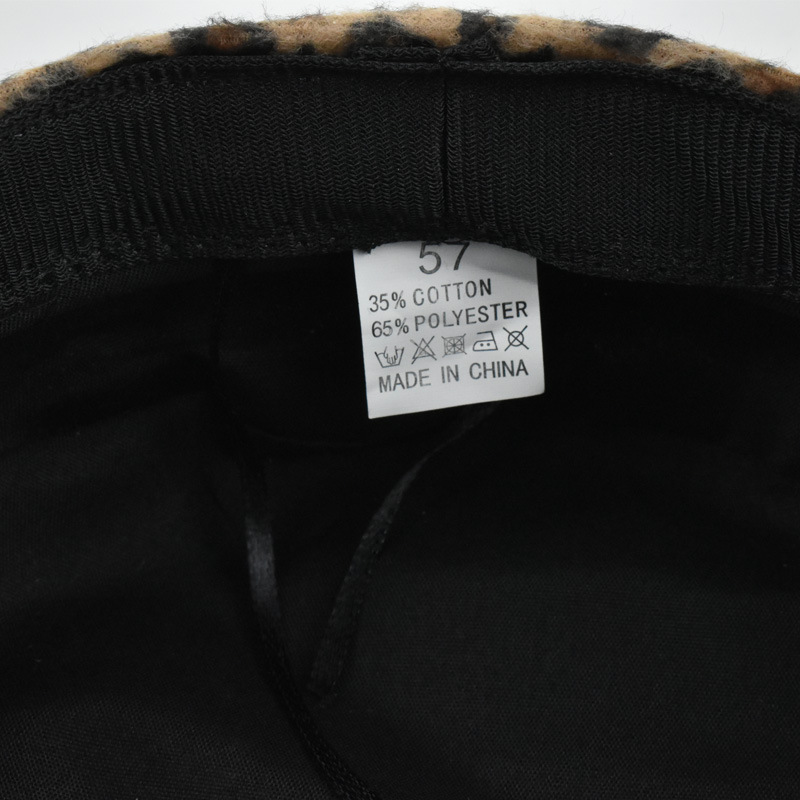 57
35% COTTON
65% POLYESTER
MADE IN CHINA